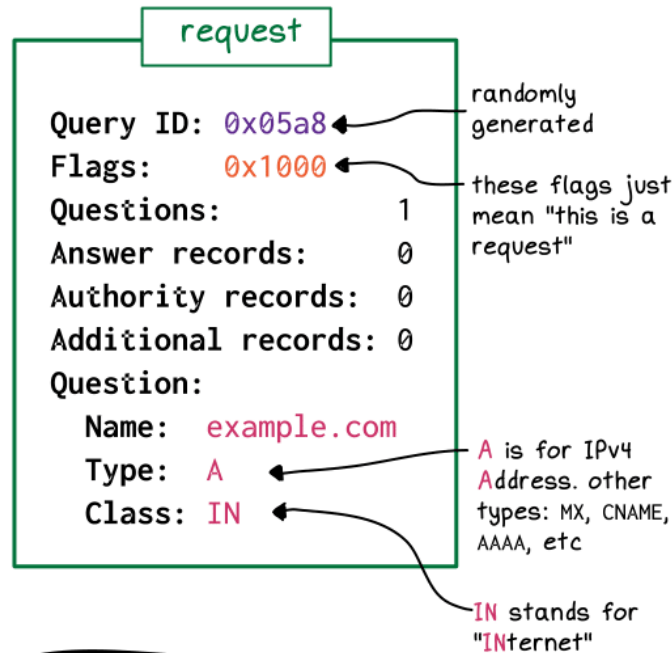 request
Query ID: 0x05a8
randomly
generated
Flags: 0x1000
these flags just
mean "this is a
request"
Questions: 1
Answer records: 0
Authority records: 0
Additional records: 0
Question:
Name: example.com
Type: A
A is for IPv4
Address. other
types: MX, CNAME,
AAAA, etc
Class: IN
IN stands for
"INternet"